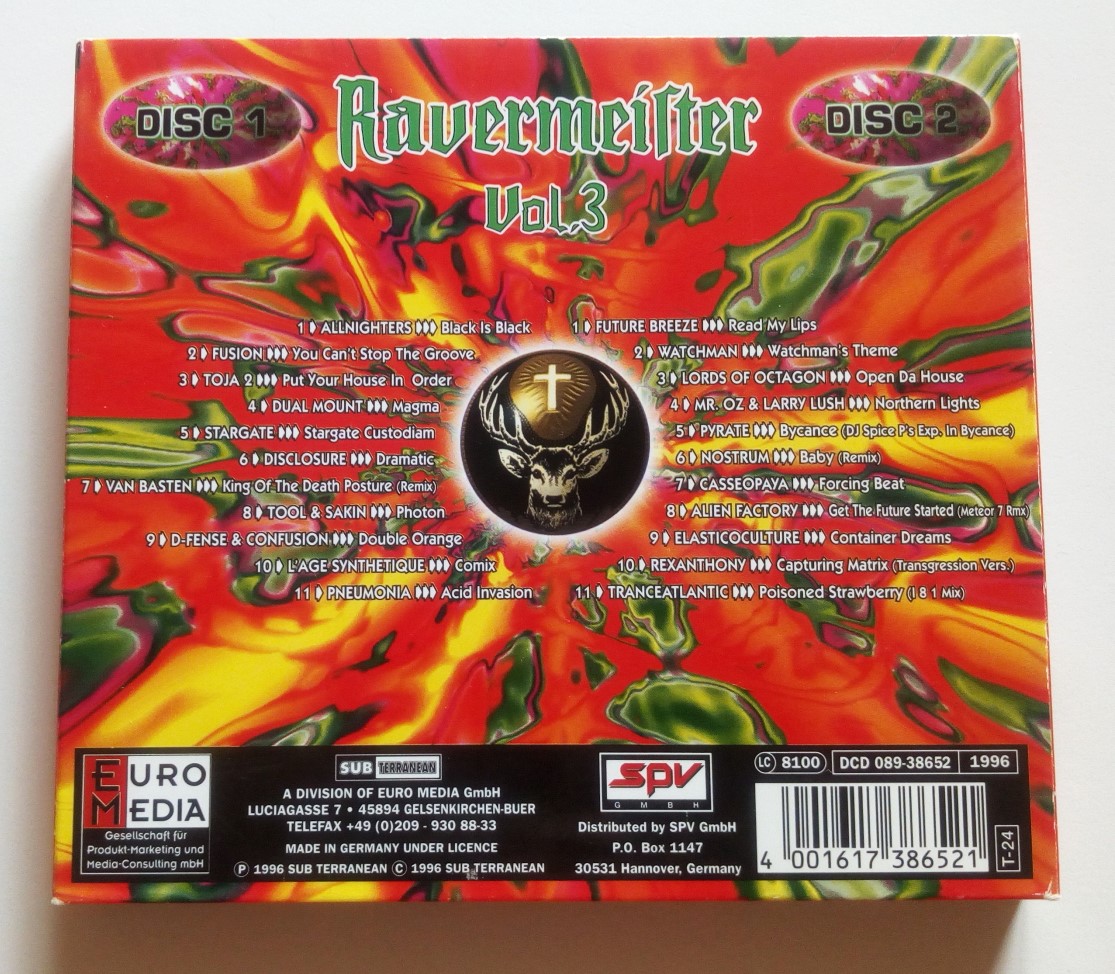 DISC 1
Ravermeiſter
Vol.3
DISC 2
1 ALLNIGHTERS Black Is Black
2 FUSION You Can't Stop The Groove
3 TOJA 2 Put Your House In Order
4 DUAL MOUNT Magma
5 STARGATE Stargate Custodiam
6 DISCLOSURE Dramatic
7 VAN BASTEN King Of The Death Posture (Remix)
8 TOOL & SAKIN Photon
9 D-FENSE & CONFUSION Double Orange
10 L'AGE SYNTHETIQUE Comix
11 PNEUMONIA Acid Invasion
1 FUTURE BREEZE Read My Lips
2 WATCHMAN Watchman's Theme
3 LORDS OF OCTAGON Open Da House
4 MR. OZ & LARRY LUSH Northern Lights
5 PYRATE Bycance (DJ Spice P's Exp. In Bycance)
6 NOSTRUM Baby (Remix)
7 CASSEOPAYA Forcing Beat
8 ALIEN FACTORY Get The Future Started (Meteor 7 Rmx)
9 ELASTICOCULTURE Container Dreams
10 REXANTHONY Capturing Matrix (Transgression Vers.)
11 TRANCEATLANTIC Poisoned Strawberry (I 8 1 Mix)
EURO
MEDIA
Gesellschaft für
Produkt-Marketing und
Media-Consulting mbH
SUB TERRANEAN
A DIVISION OF EURO MEDIA GmbH
LUCIAGASSE 7 • 45894 GELSENKIRCHEN-BUER
TELEFAX +49 (0)209 - 930 88-33
MADE IN GERMANY UNDER LICENCE
Ⓟ 1996 SUB TERRANEAN © 1996 SUB TERRANEAN
SPV
GMBH
Distributed by SPV GmbH
P.O. Box 1147
30531 Hannover, Germany
LC 8100 DCD 089-38652 1996
4 001617 386521
T-24